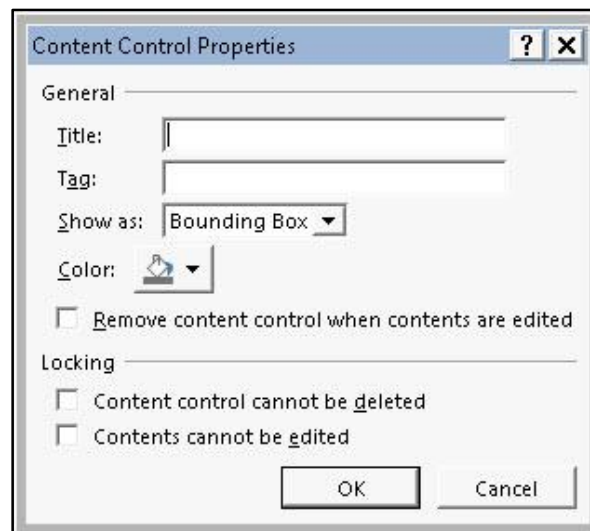 Content Control Properties ?
General
Title:
Tag:
Show as: Bounding Box
Color:
Remove content control when contents are edited
Locking
Content control cannot be deleted
Contents cannot be edited
OK Cancel